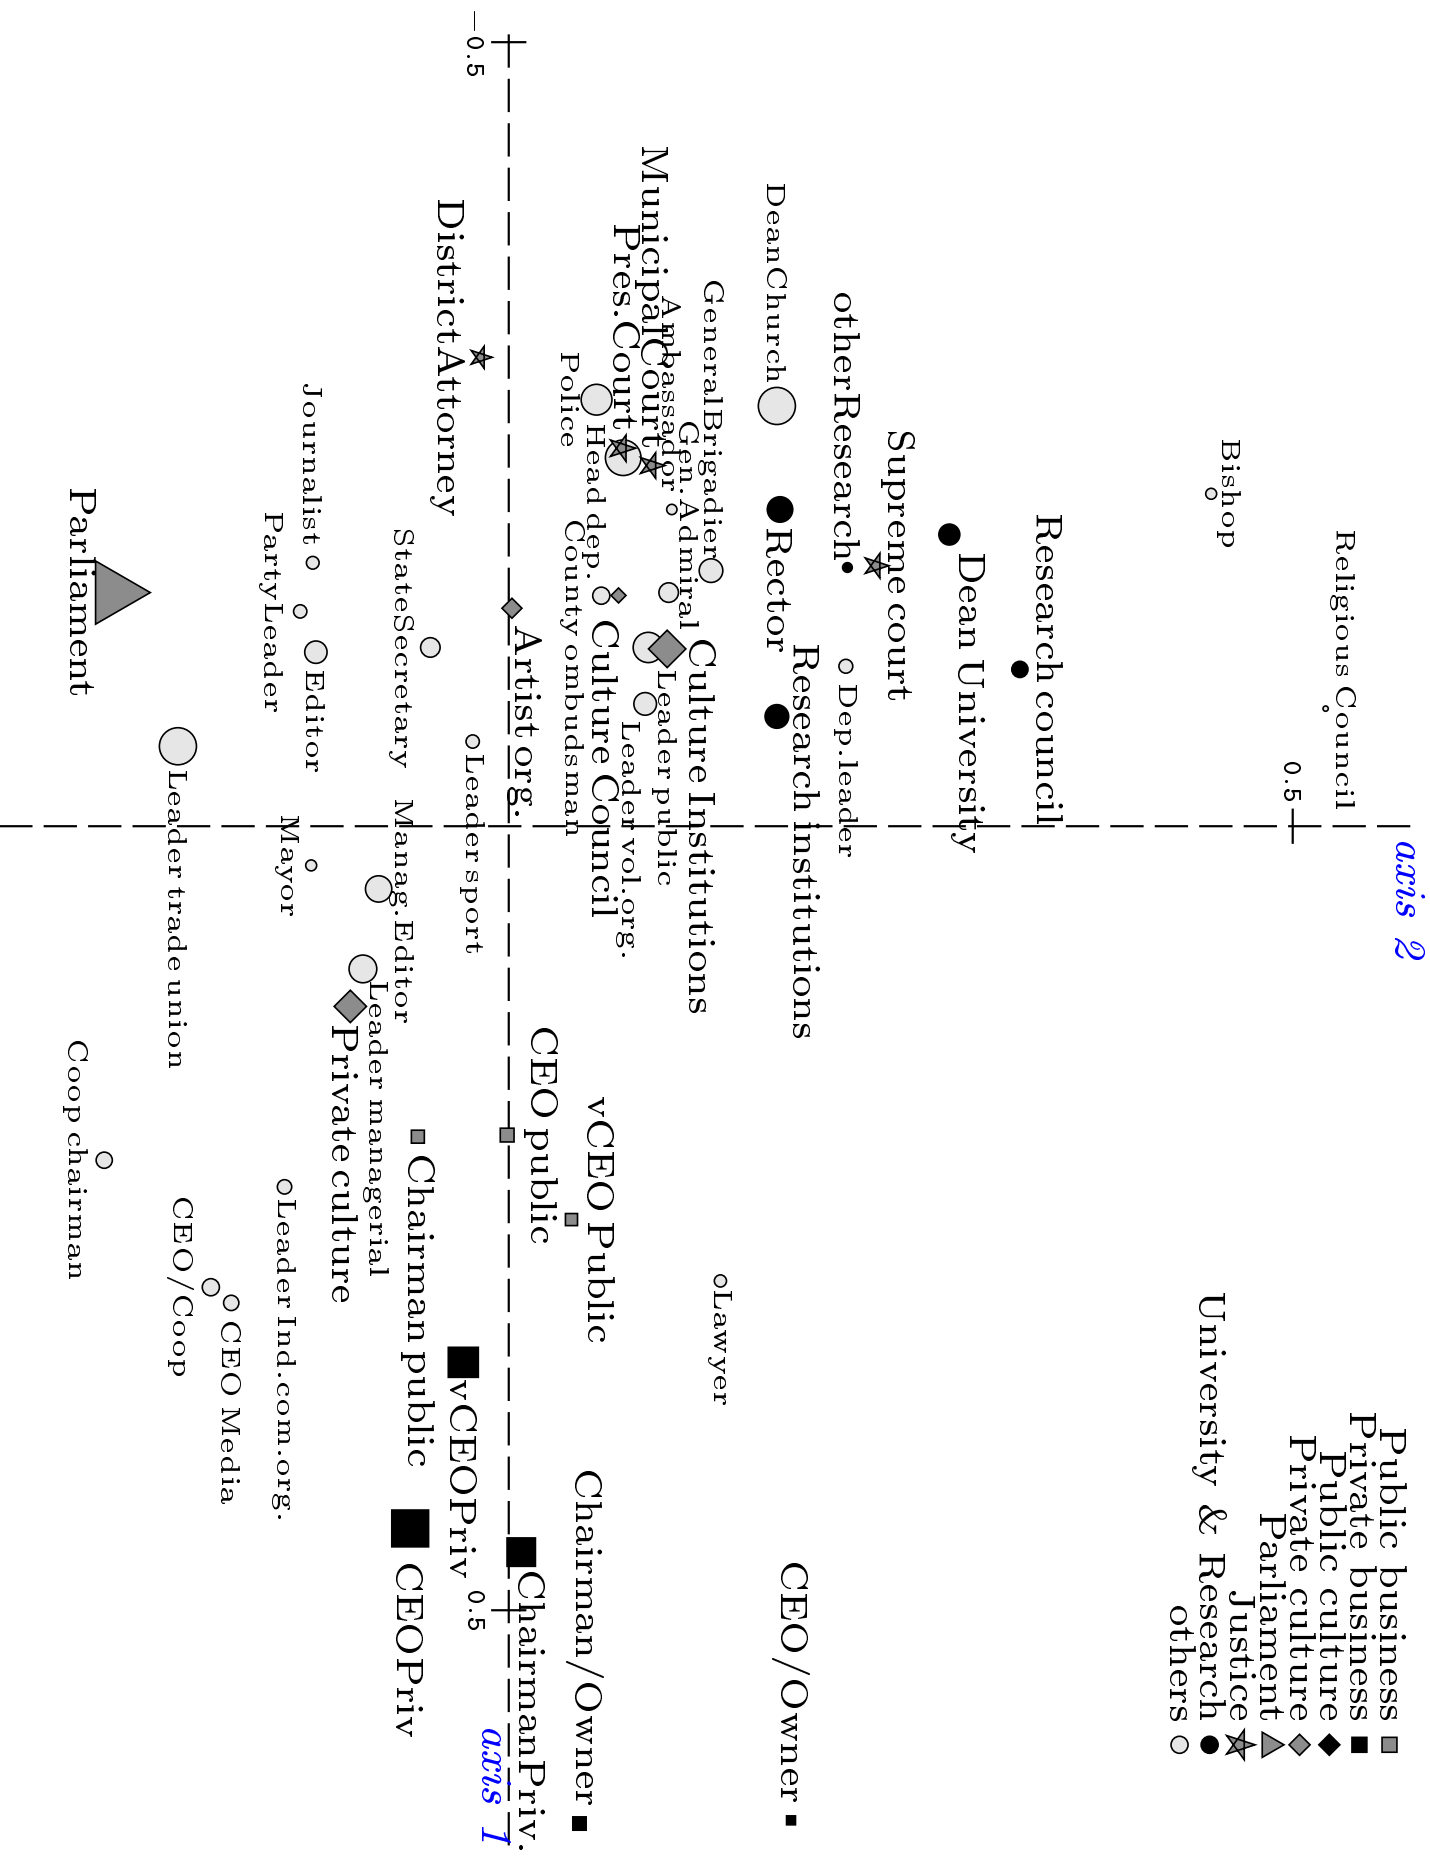 Public business
Private business
Public culture
Private culture
Parliament
Justice
University & Research
others
axis 2
Religious Council
0.5
Bishop
Research council
Dean University
Supreme court
otherResearch
Dep.leader
Research institutions
CEO/Owner
DeanChurch
Rector
GeneralBrigadier
Lawyer
Culture Institutions
Gen.Admiral
Ambassador
Leader public
MunicipalCourt
Pres.Court
Leader vol.org.
Culture Council
vCEO Public
Head dep.
Chairman/Owner
Police
County ombudsman
CEO public
Artist org.
ChairmanPriv.
axis 1
−0.5
0.5
Leader sport
DistrictAttorney
vCEOPriv
Chairman public
CEOPriv
StateSecretary
Manag.Editor
Leader managerial
Private culture
Journalist
Editor
Mayor
Leader Ind.com.org.
PartyLeader
CEO Media
CEO/Coop
Leader trade union
Parliament
Coop chairman